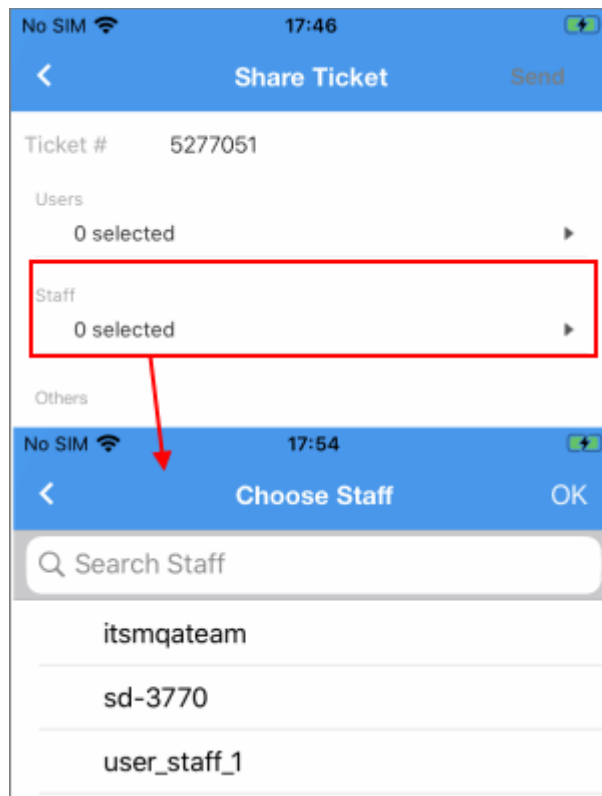 No SIM 17:46
Share Ticket Send
Ticket # 5277051
Users
0 selected
Staff
0 selected
Others
No SIM 17:54
Choose Staff OK
Search Staff
itsmqateam
sd-3770
user_staff_1